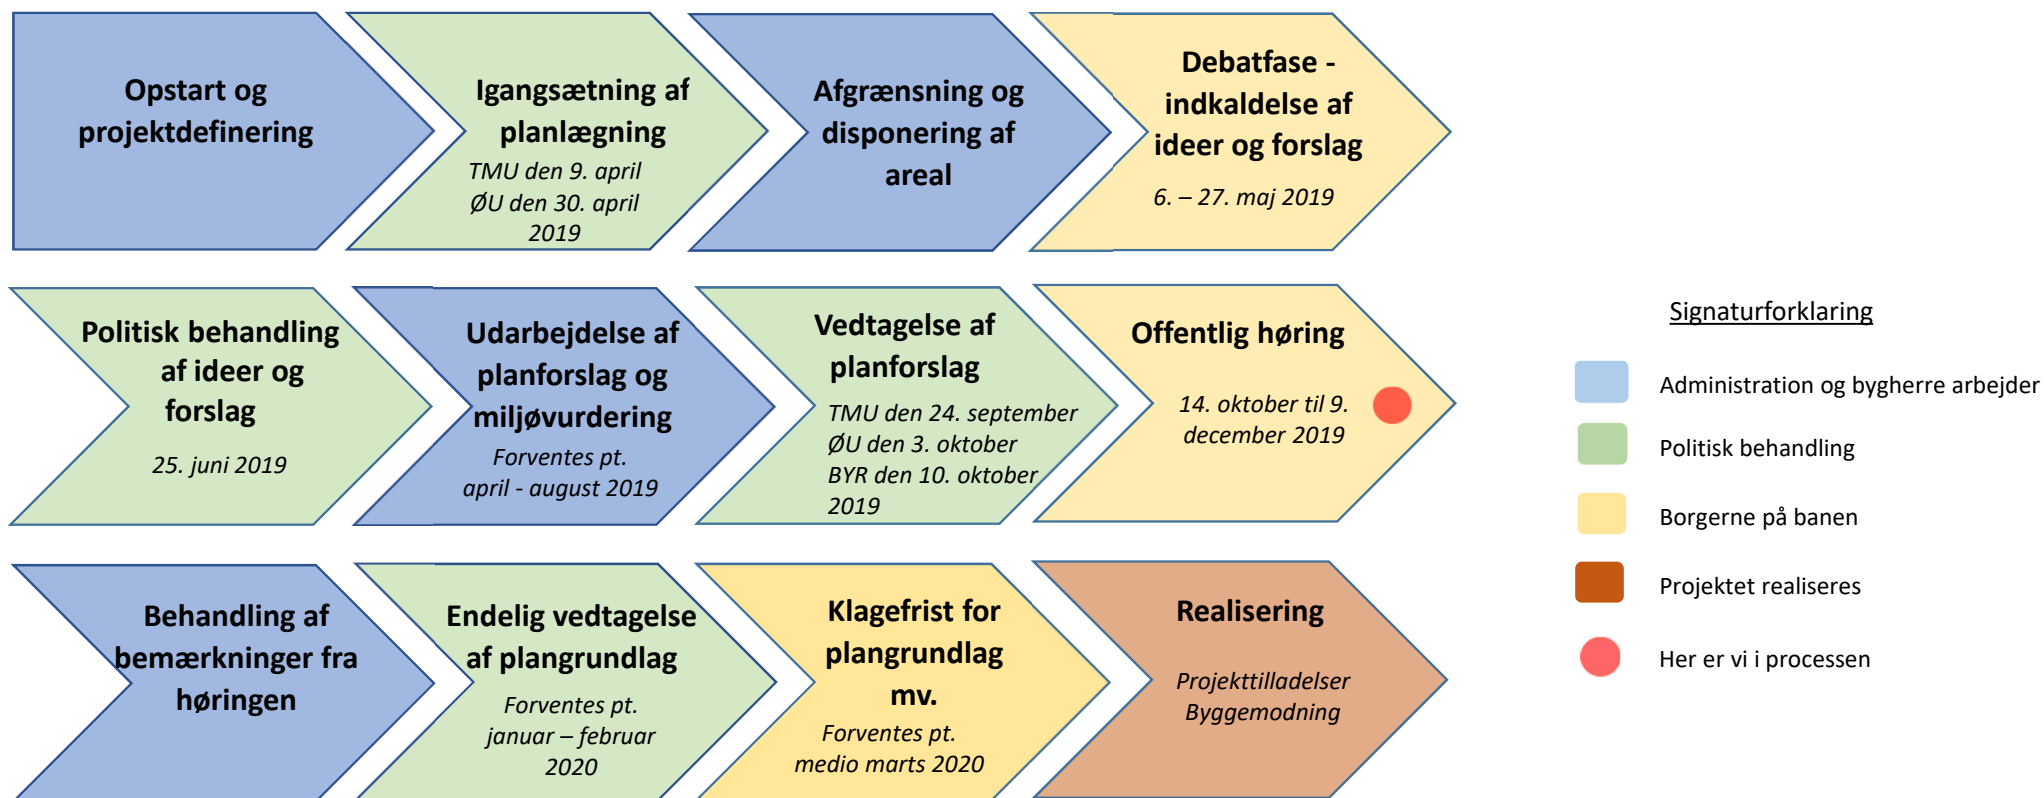 Opstart og
projektdefinering
Igangsætning af
planlægning
TMU den 9. april
ØU den 30. april
2019
Afgrænsning og
disponering af
areal
Debatfase -
indkaldelse af
ideer og forslag
6. – 27. maj 2019
Politisk behandling
af ideer og
forslag
25. juni 2019
Udarbejdelse af
planforslag og
miljøvurdering
Forventes pt.
april - august 2019
Vedtagelse af
planforslag
TMU den 24. september
ØU den 3. oktober
BYR den 10. oktober
2019
Offentlig høring
14. oktober til 9.
december 2019
Behandling af
bemærkninger fra
høringen
Endelig vedtagelse
af plangrundlag
Forventes pt.
januar – februar
2020
Klagefrist for
plangrundlag
mv.
Forventes pt.
medio marts 2020
Realisering
Projekttilladelser
Byggemodning
Signaturforklaring
Administration og bygherre arbejder
Politisk behandling
Borgerne på banen
Projektet realiseres
Her er vi i processen